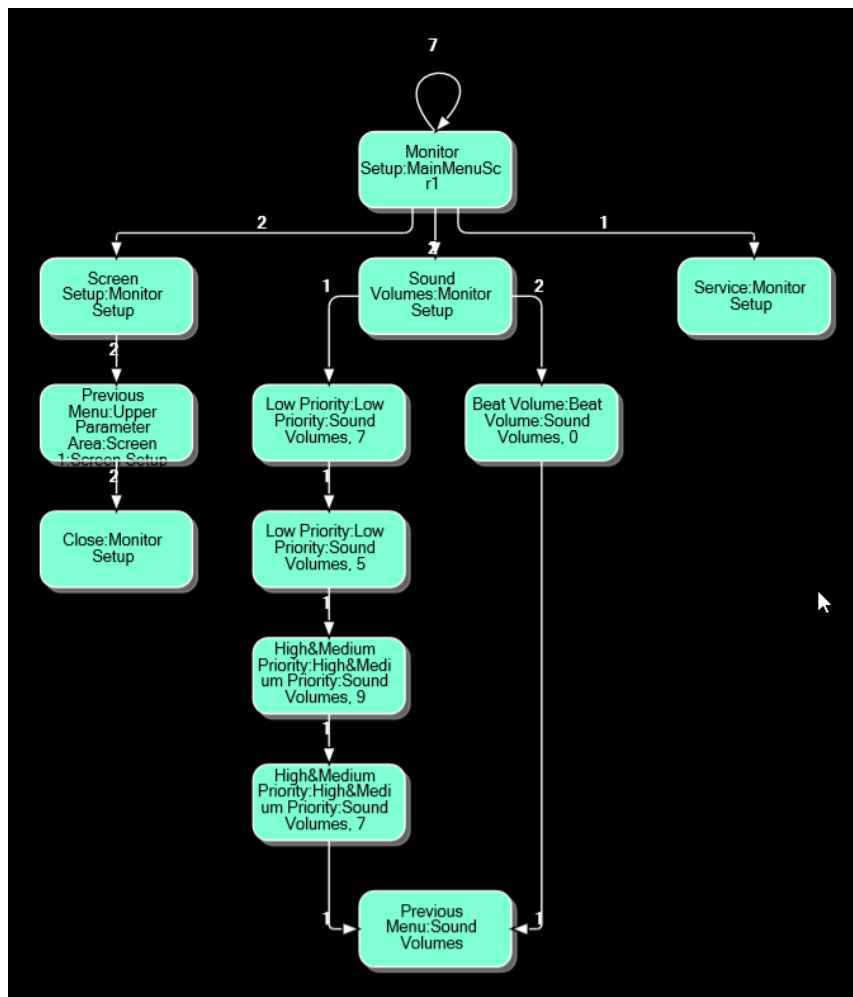 7
Monitor
Setup:MainMenuSc
r1
2
1
Screen
Setup:Monitor
Setup
1
Sound
Volumes:Monitor
Setup
2
Service:Monitor
Setup
2
Previous
Menu:Upper
Parameter
Area:Screen
1:Screen Setup
Low Priority:Low
Priority:Sound
Volumes, 7
Beat Volume:Beat
Volume:Sound
Volumes, 0
2
1
Close:Monitor
Setup
Low Priority:Low
Priority:Sound
Volumes, 5
1
High&Medium
Priority:High&Medi
um Priority:Sound
Volumes, 9
1
High&Medium
Priority:High&Medi
um Priority:Sound
Volumes, 7
1
Previous
Menu:Sound
Volumes
1